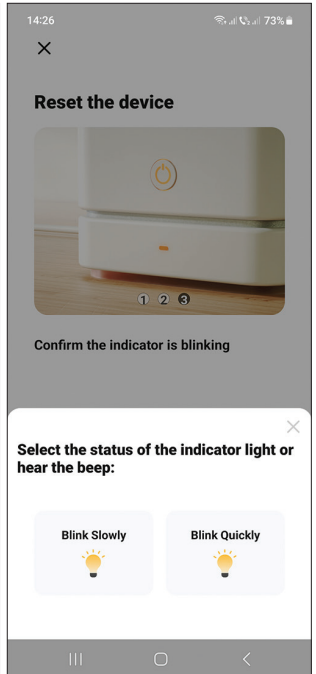 14:26
73%
Reset the device
1 2 3
Confirm the indicator is blinking
Select the status of the indicator light or
hear the beep:
Blink Slowly
Blink Quickly